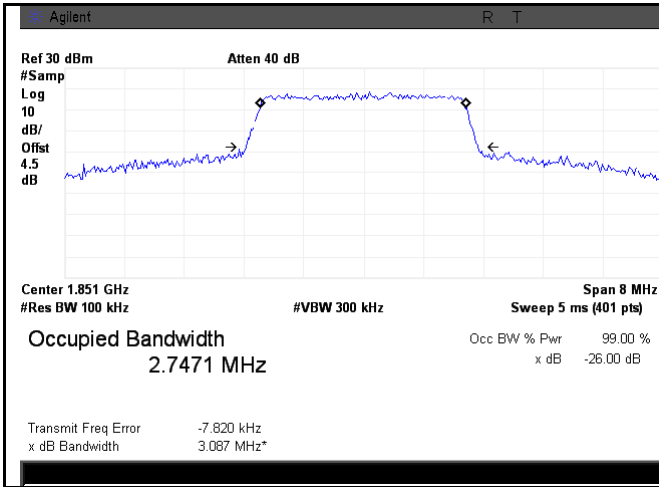 Agilent R T
Ref 30 dBm Atten 40 dB
#Samp
Log
10
dB/
Offst
4.5
dB
Center 1.851 GHz Span 8 MHz
#Res BW 100 kHz #VBW 300 kHz Sweep 5 ms (401 pts)
Occupied Bandwidth Occ BW % Pwr 99.00 %
2.7471 MHz x dB -26.00 dB
Transmit Freq Error -7.820 kHz
x dB Bandwidth 3.087 MHz*